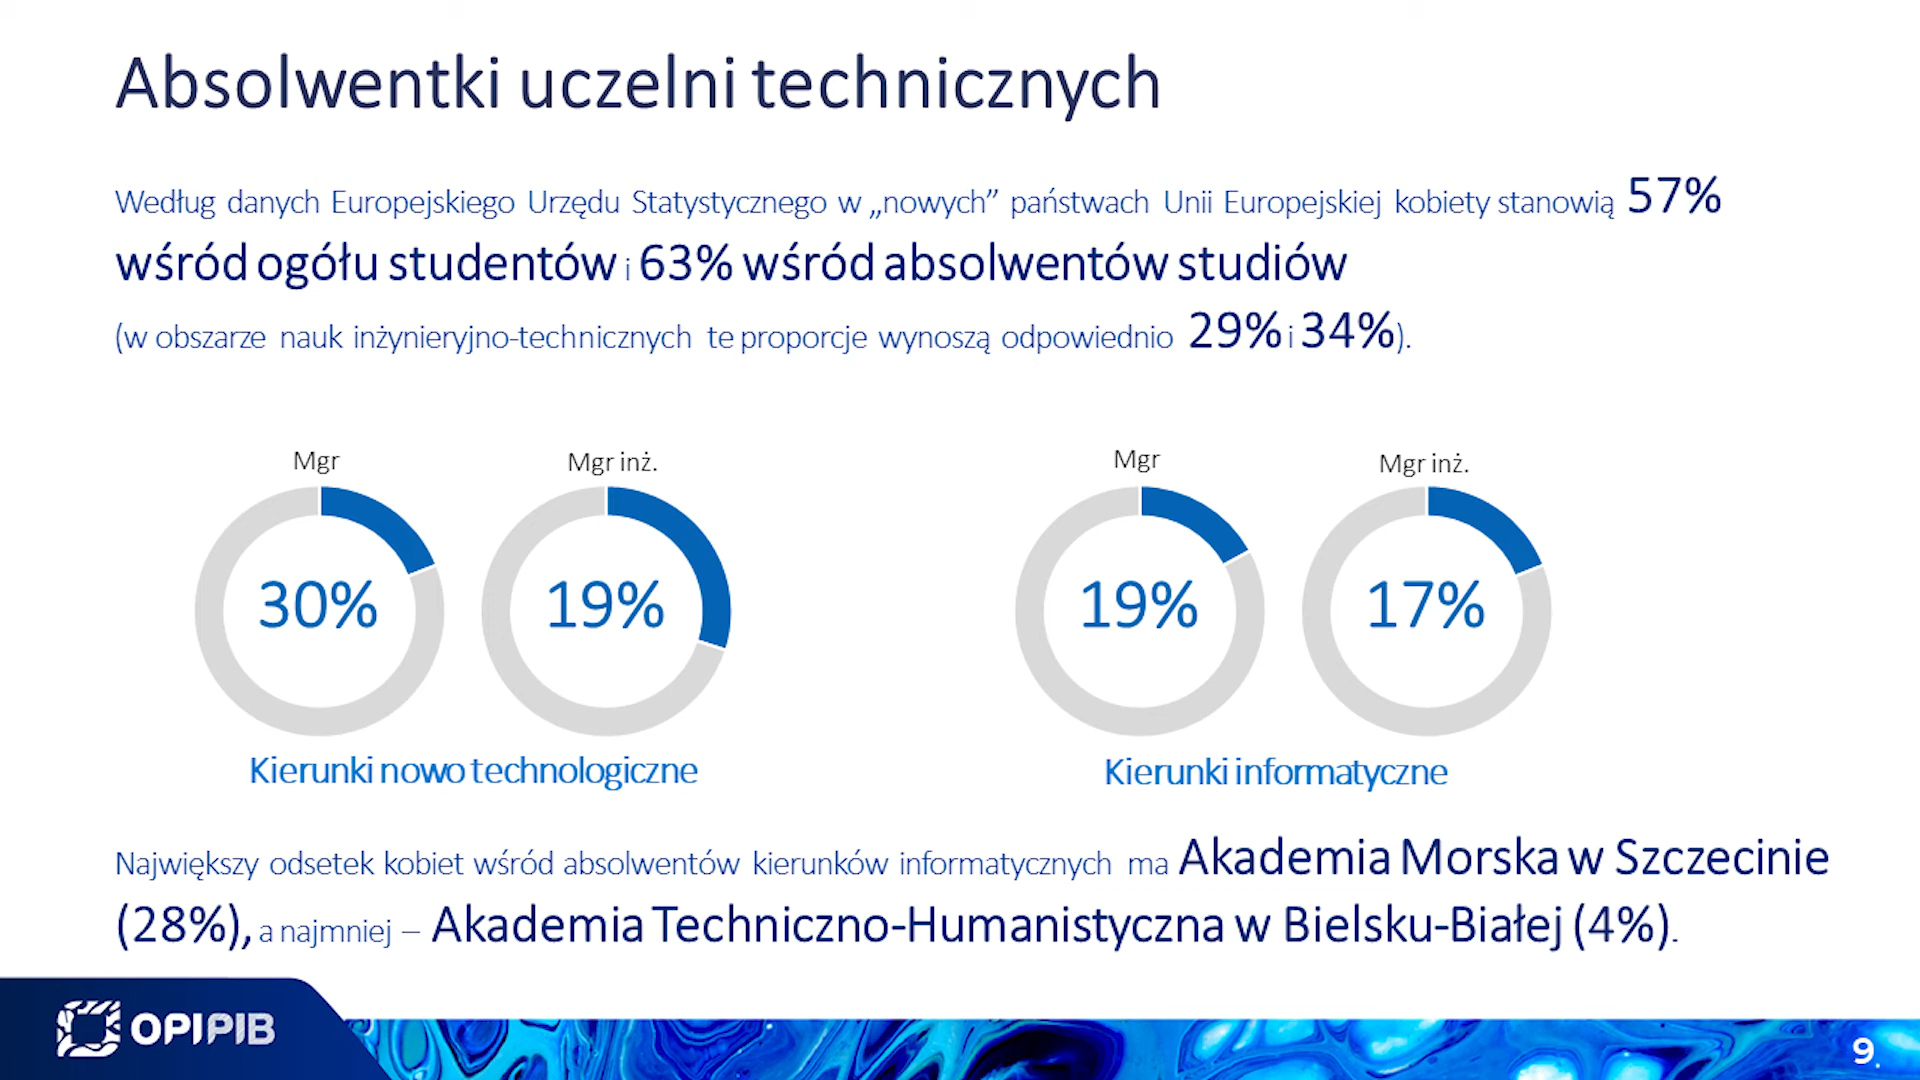 Absolwentki uczelni technicznych
Według danych Europejskiego Urzędu Statystycznego w „nowych” państwach Unii Europejskiej kobiety stanowią 57%
wśród ogółu studentów i 63% wśród absolwentów studiów
(w obszarze nauk inżynieryjno-technicznych te proporcje wynoszą odpowiednio 29% i 34%).
Mgr
Mgr inż.
30%
19%
Kierunki nowo technologiczne
Mgr
Mgr inż.
19%
17%
Kierunki informatyczne
Największy odsetek kobiet wśród absolwentów kierunków informatycznych ma Akademia Morska w Szczecinie
(28%), a najmniej – Akademia Techniczno-Humanistyczna w Bielsku-Białej (4%).
OPIPIB
9.